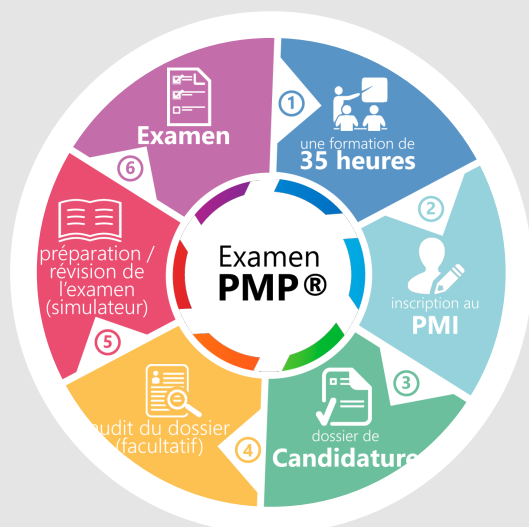 Examen
PMP®
1
une formation de
35 heures
2
inscription au
PMI
3
dossier de
Candidature
4
audit du dossier
(facultatif)
5
préparation /
révision de
l'examen
(simulateur)
6
Examen